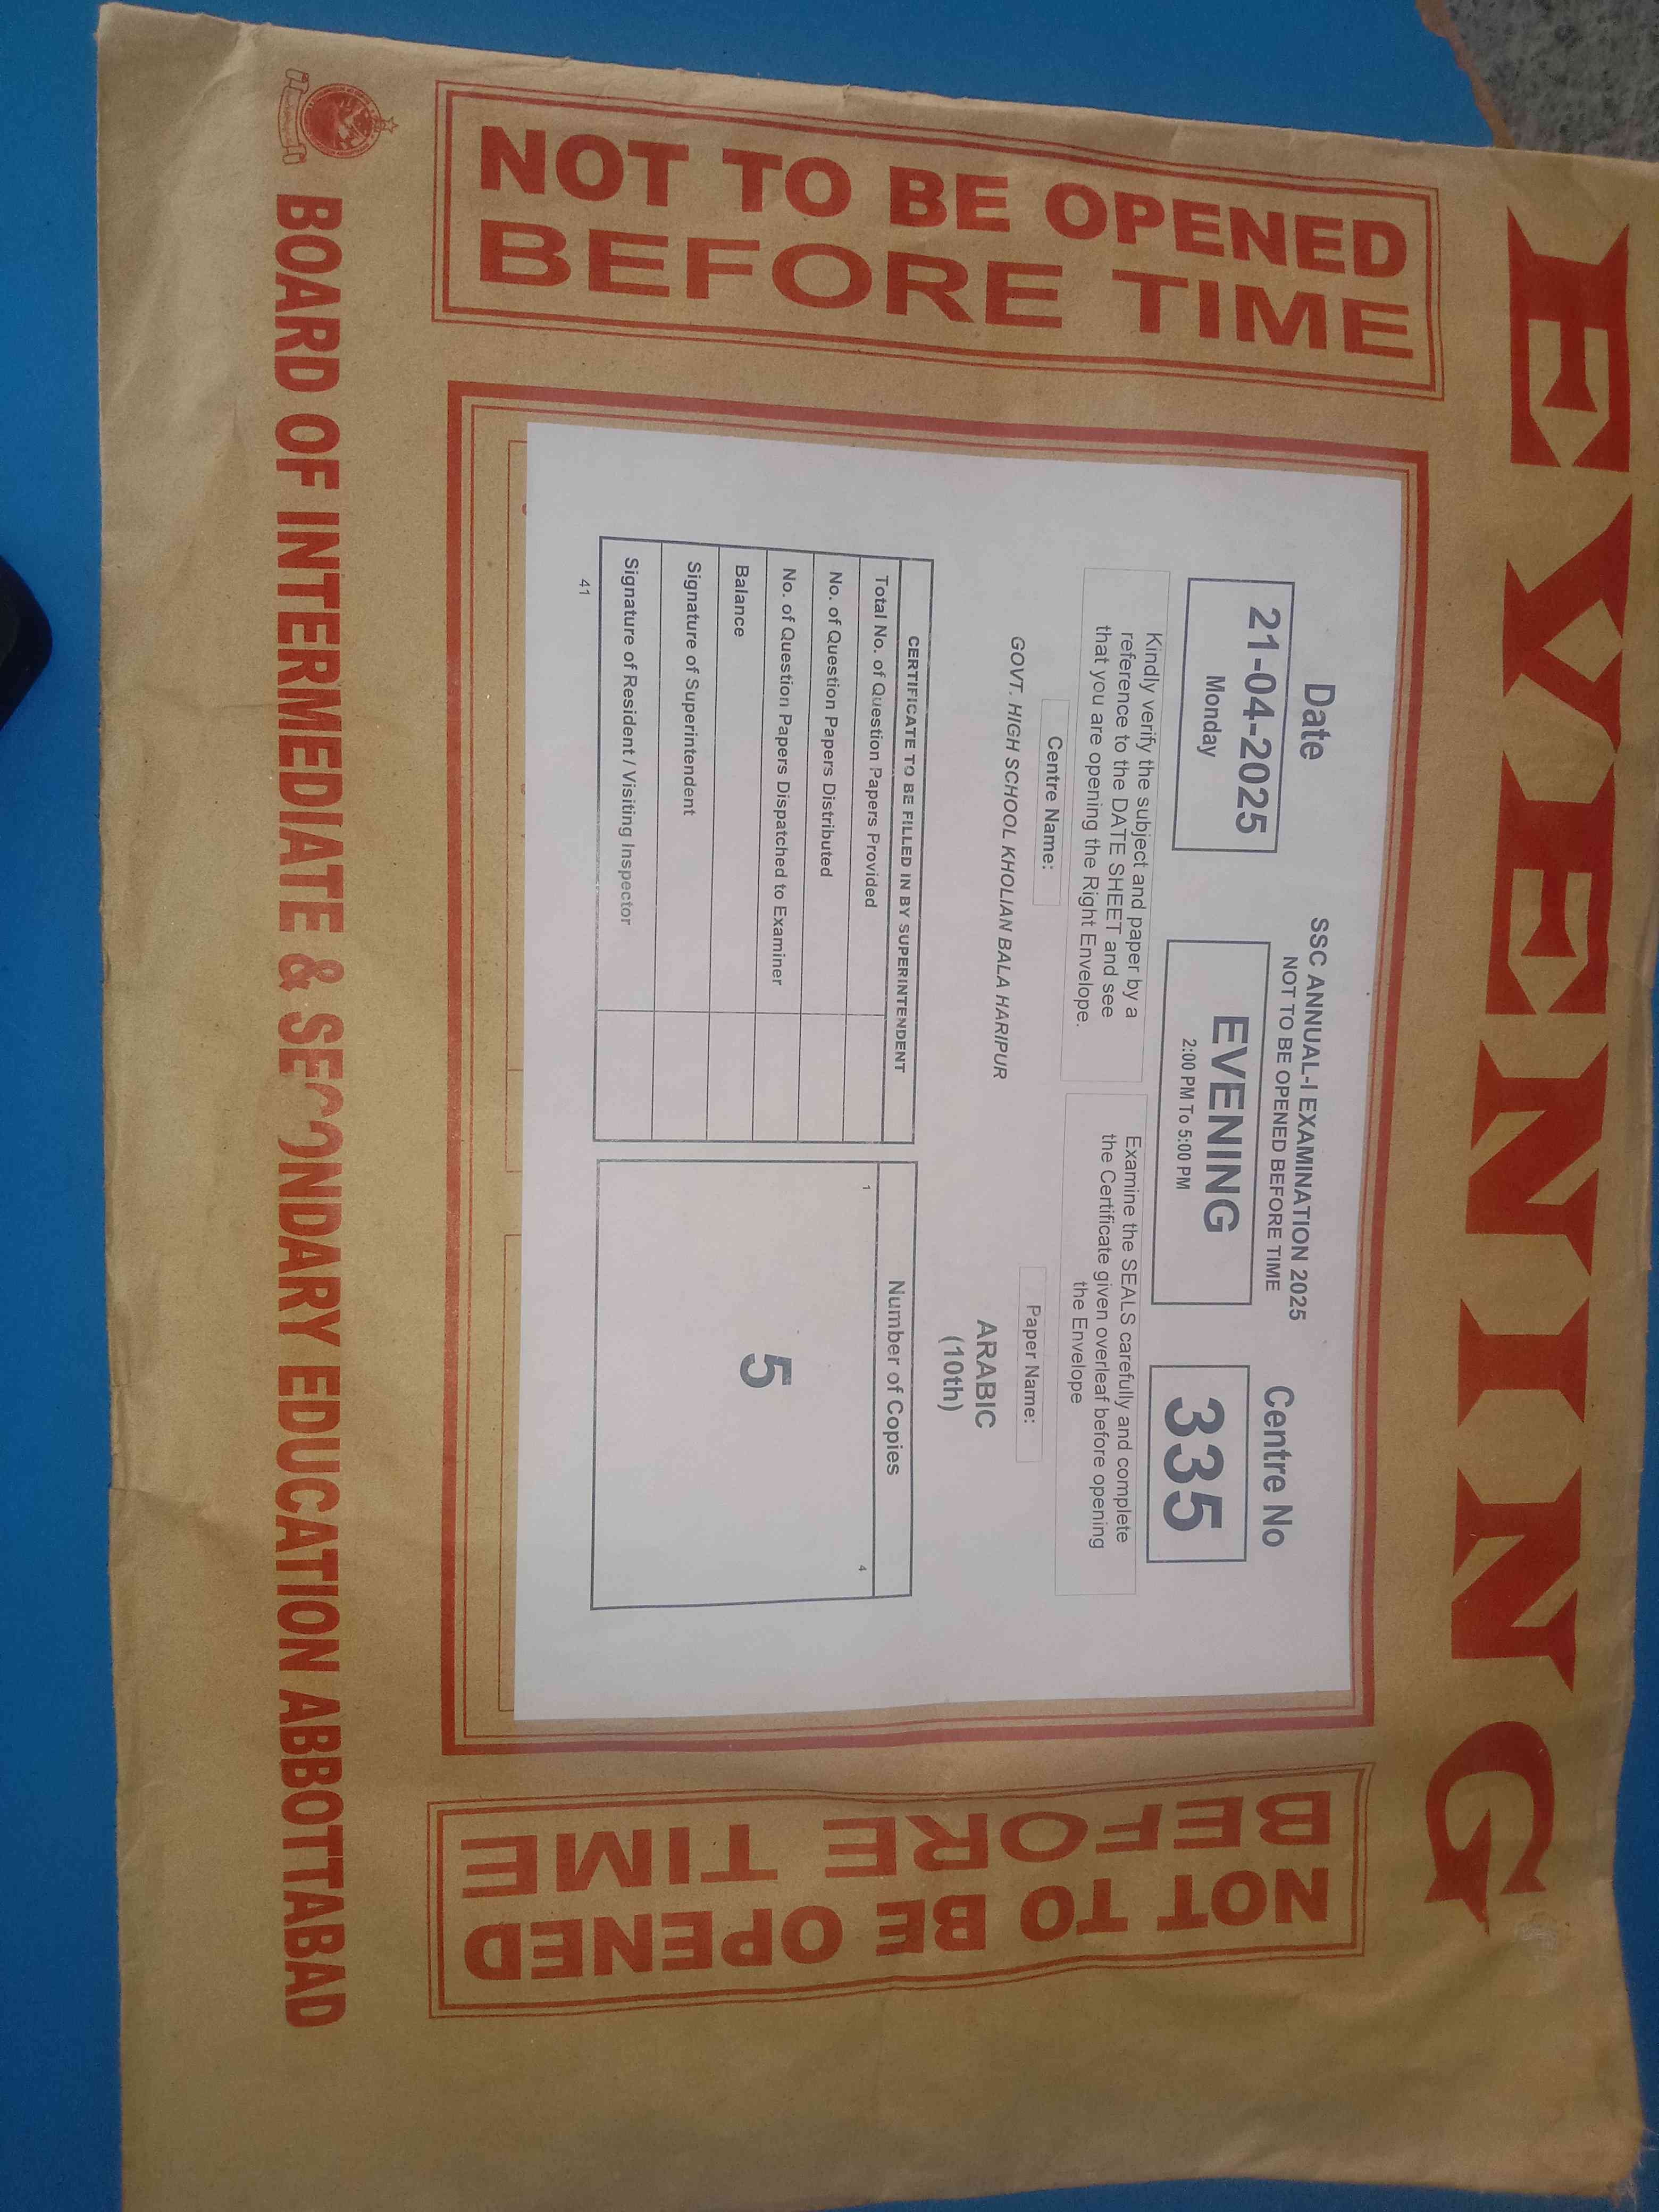 EVENING
NOT TO BE OPENED
BEFORE TIME
Date
21-04-2025
Monday
SSC ANNUAL-I EXAMINATION 2025
NOT TO BE OPENED BEFORE TIME
EVENING
2:00 PM To 5:00 PM
Centre No
335
Kindly verify the subject and paper by a
reference to the DATE SHEET and see
that you are opening the Right Envelope.
Examine the SEALS carefully and complete
the Certificate given overleaf before opening
the Envelope
Centre Name:
GOVT. HIGH SCHOOL KHOLIAN BALA HARIPUR
Paper Name:
ARABIC
(10th)
CERTIFICATE TO BE FILLED IN BY SUPERINTENDENT
Total No. of Question Papers Provided
No. of Question Papers Distributed
No. of Question Papers Dispatched to Examiner
Balance
Signature of Superintendent
Signature of Resident / Visiting Inspector
41
Number of Copies
1
4
5
NOT TO BE OPENED
BEFORE TIME
BOARD OF INTERMEDIATE & SECONDARY EDUCATION ABBOTTABAD